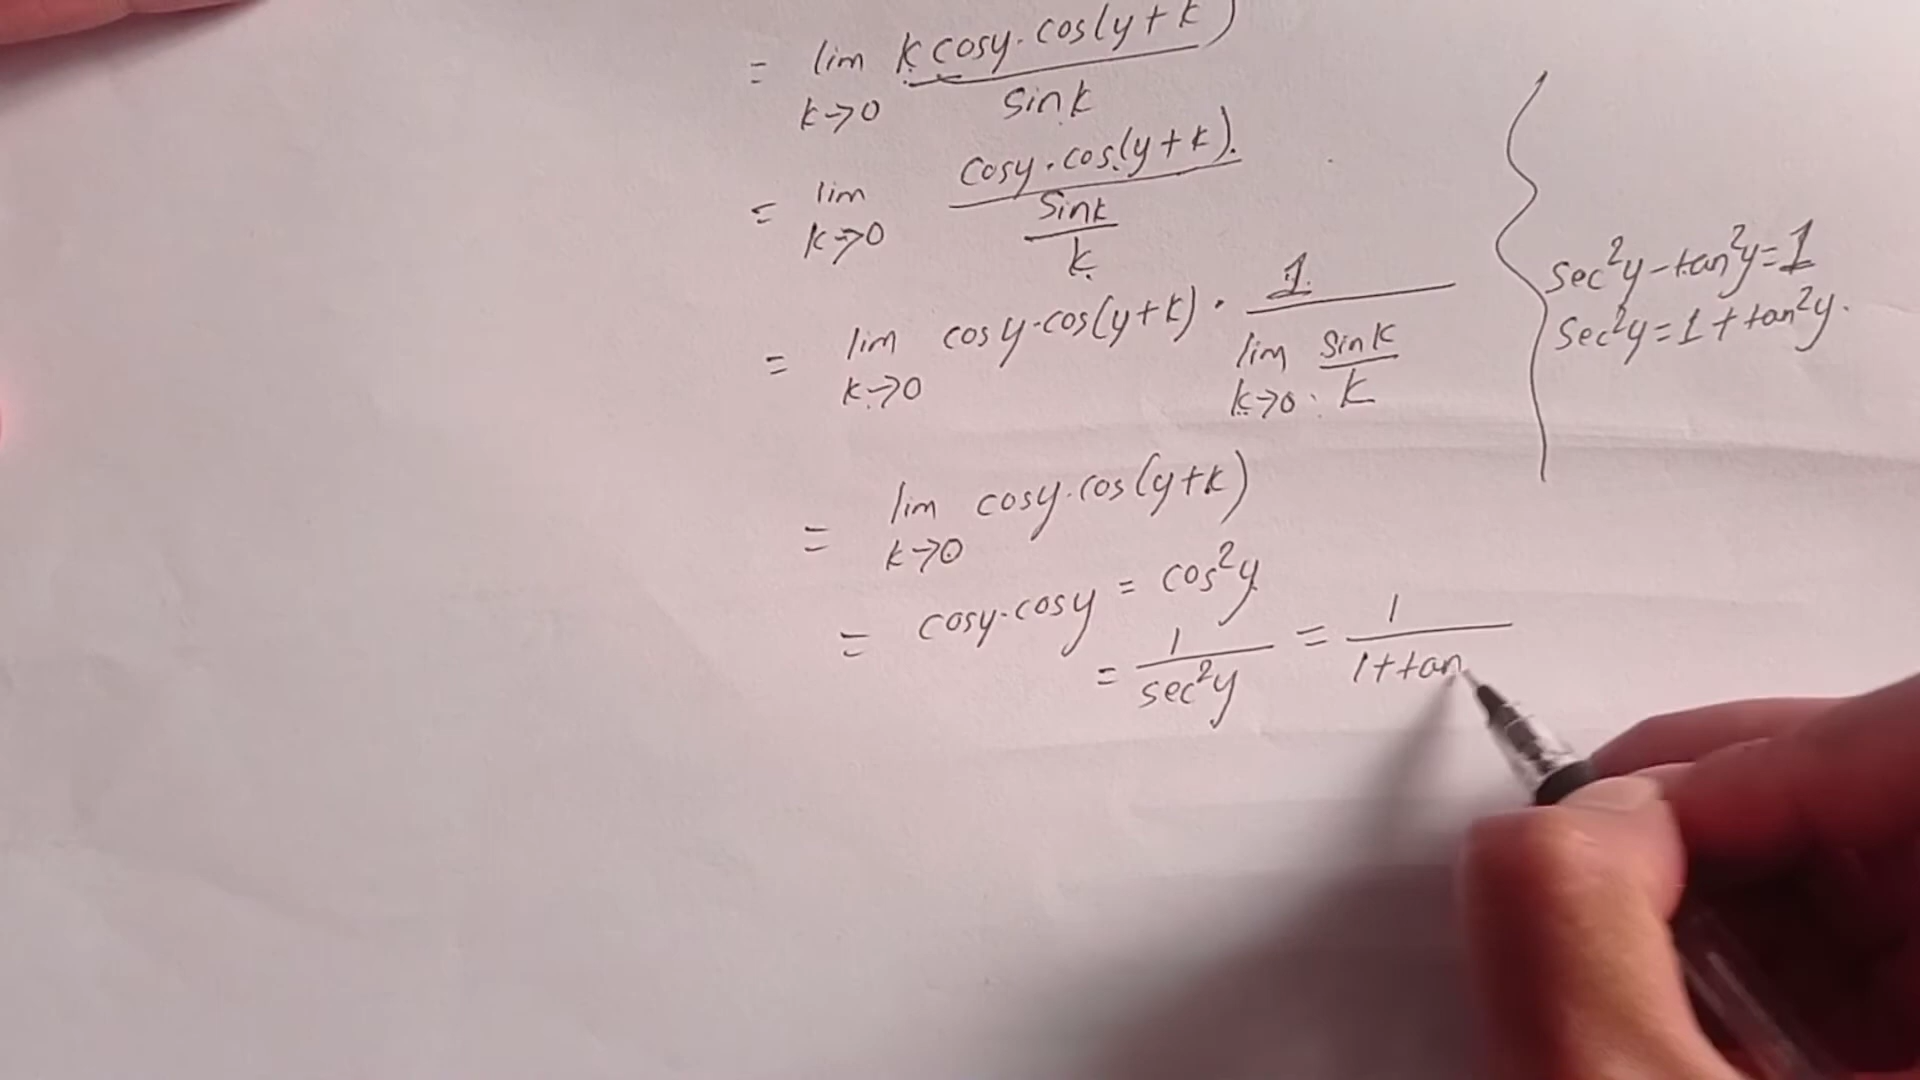 = lim k cosy · cos(y+k)
k→0 sink
= lim cosy · cos(y+k).
k→0 sink
k
= lim cosy·cos(y+k) · 1
k→0 lim sink
k→0 k
= lim cosy·cos(y+k)
k→0
= cosy·cosy = cos²y
= 1 = 1
sec²y 1+tan
sec²y-tan²y=1
sec²y=1+tan²y.